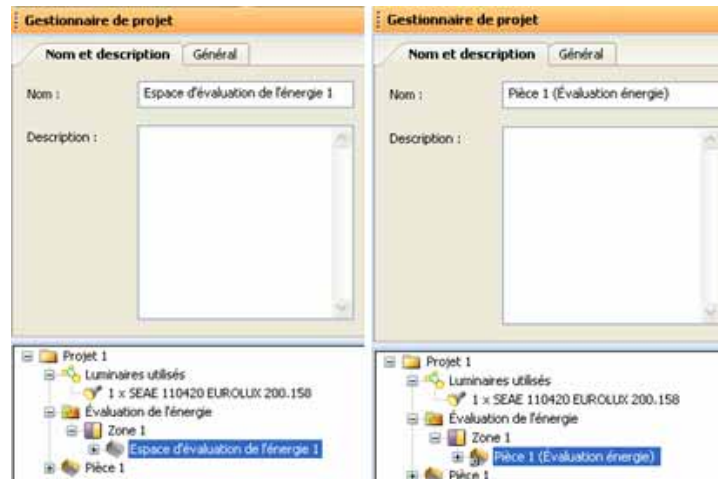 Gestionnaire de projet
Nom et description Général
Nom : Espace d'évaluation de l'énergie 1
Description :
Projet 1
Luminaires utilisés
1 x SEAE 110420 EUROLUX 200.158
Évaluation de l'énergie
Zone 1
Espace d'évaluation de l'énergie 1
Pièce 1
Gestionnaire de projet
Nom et description Général
Nom : Pièce 1 (Évaluation énergie)
Description :
Projet 1
Luminaires utilisés
1 x SEAE 110420 EUROLUX 200.158
Évaluation de l'énergie
Zone 1
Pièce 1 (Évaluation énergie)
Pièce 1